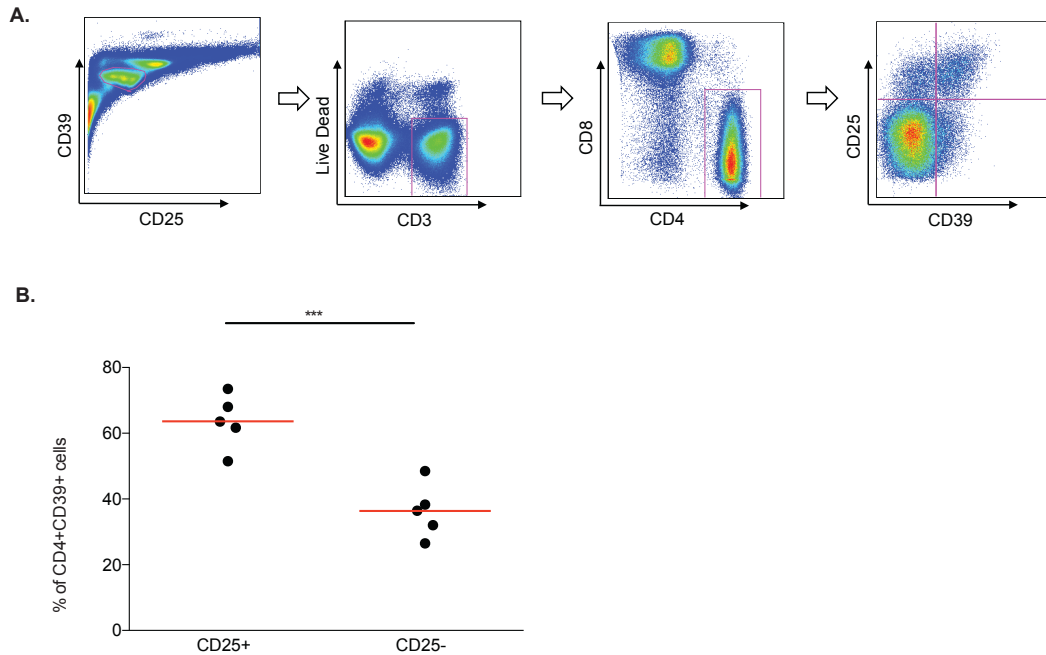 A.
CD39
CD25
Live Dead
CD3
CD8
CD4
CD25
CD39
B.
***
% of CD4+CD39+ cells
80
60
40
20
0
CD25+
CD25-